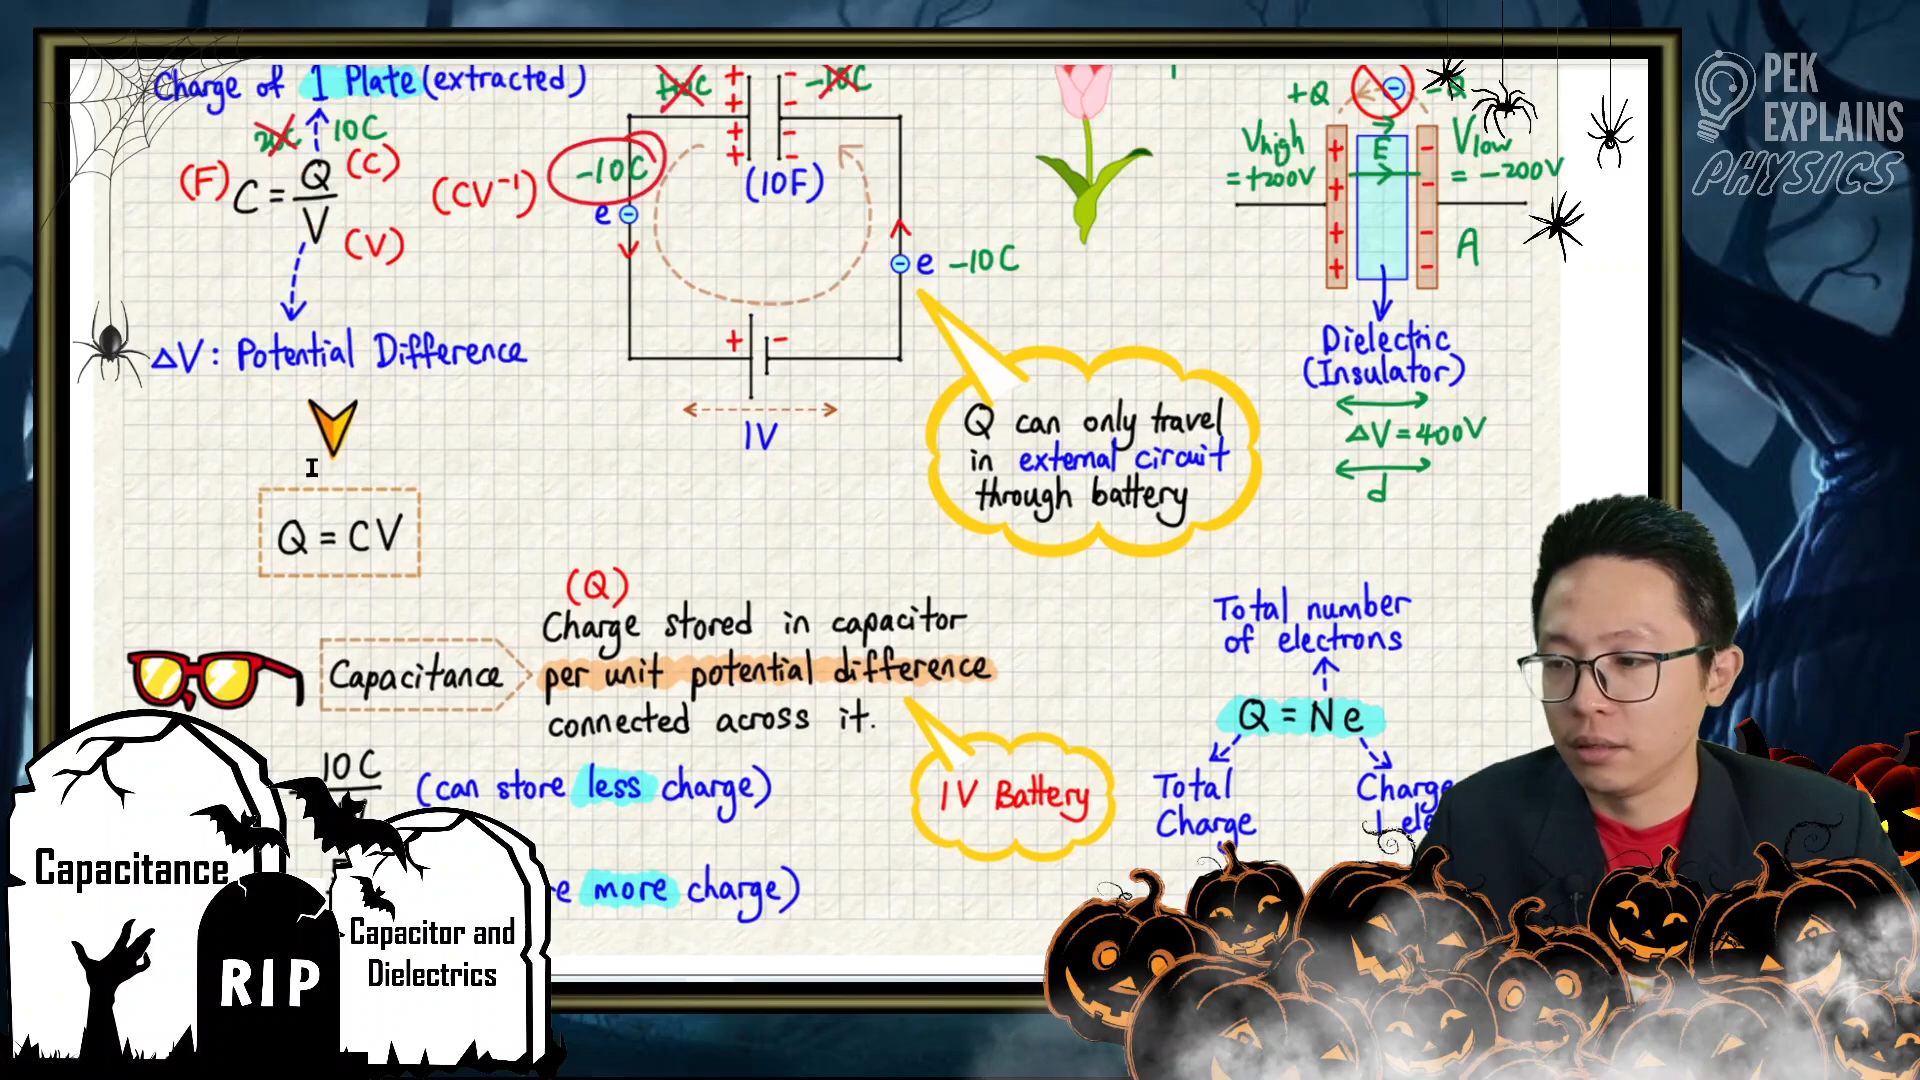 Charge of 1 Plate (extracted)
10C
(F) C = Q (C)
V (V)
(CV⁻¹)
ΔV : Potential Difference
I
Q = CV
-10C
e
+ -
+ -
+ -
+ -
(10F)
e -10C
+ -
1V
Q can only travel
in external circuit
through battery
+Q - -Q
Vhigh
= +200V
E
Vlow
= -200V
A
Dielectric
(Insulator)
ΔV = 400V
d
(Q)
Capacitance
Charge stored in capacitor
per unit potential difference
connected across it.
10C
(can store less charge)
e more charge)
1V Battery
Total number
of electrons
Q = Ne
Total
Charge
Charge
1 ele
Capacitance
RIP
Capacitor and
Dielectrics
PEK
EXPLAINS
PHYSICS